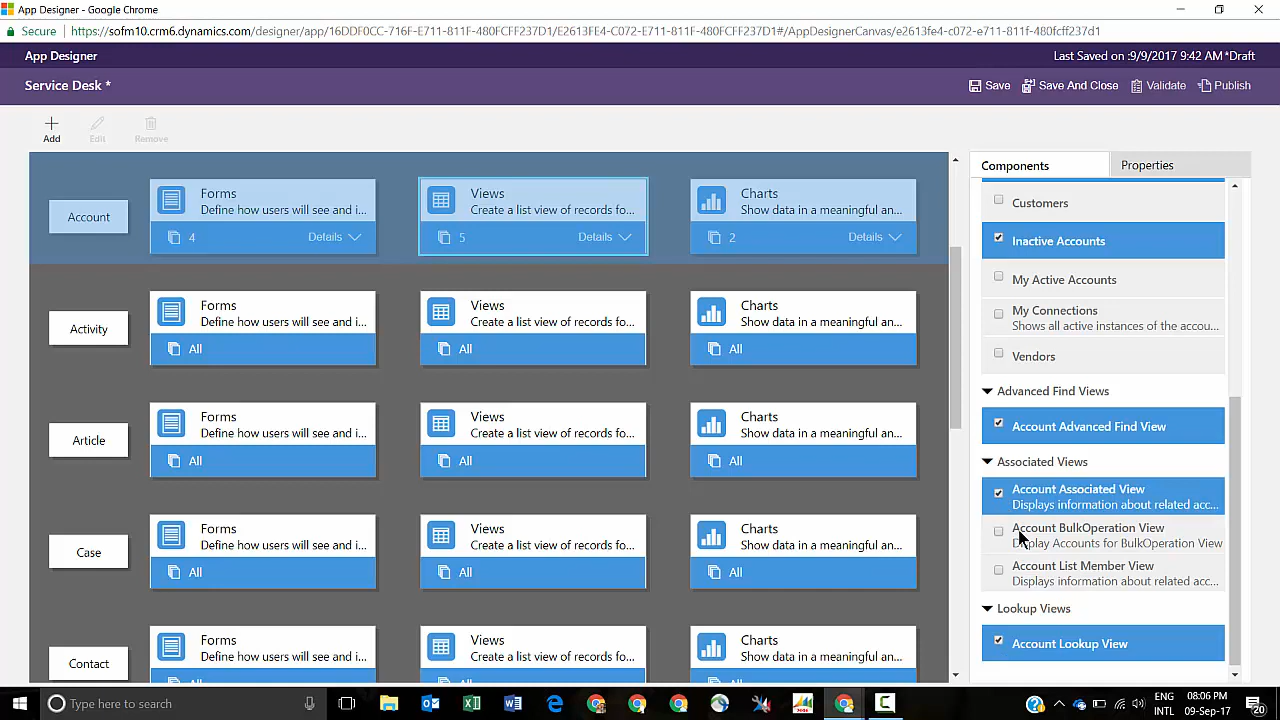 App Designer - Google Chrome
Secure
https://sofm10.crm6.dynamics.com/designer/app/16DDF0CC-716F-E711-811F-480FCFF237D1/E2613FE4-C072-E711-811F-480FCFF237D1#/AppDesignerCanvas/e2613fe4-c072-e711-811f-480fcff237d1
App Designer
Last Saved on :9/9/2017 9:42 AM *Draft
Service Desk *
Save
Save And Close
Validate
Publish
Add
Edit
Remove
Components
Properties
Account
Forms
Define how users will see and i...
4
Details
Views
Create a list view of records fo...
5
Details
Charts
Show data in a meaningful an...
2
Details
Activity
Forms
Define how users will see and i...
All
Views
Create a list view of records fo...
All
Charts
Show data in a meaningful an...
All
Article
Forms
Define how users will see and i...
All
Views
Create a list view of records fo...
All
Charts
Show data in a meaningful an...
All
Case
Forms
Define how users will see and i...
All
Views
Create a list view of records fo...
All
Charts
Show data in a meaningful an...
All
Contact
Forms
Define how users will see and i...
All
Views
Create a list view of records fo...
All
Charts
Show data in a meaningful an...
All
Customers
Inactive Accounts
My Active Accounts
My Connections
Shows all active instances of the accou...
Vendors
Advanced Find Views
Account Advanced Find View
Associated Views
Account Associated View
Displays information about related acc...
Account BulkOperation View
Display Accounts for BulkOperation View
Account List Member View
Displays information about related acc...
Lookup Views
Account Lookup View
Type here to search
ENG
INTL
08:06 PM
09-Sep-17
20